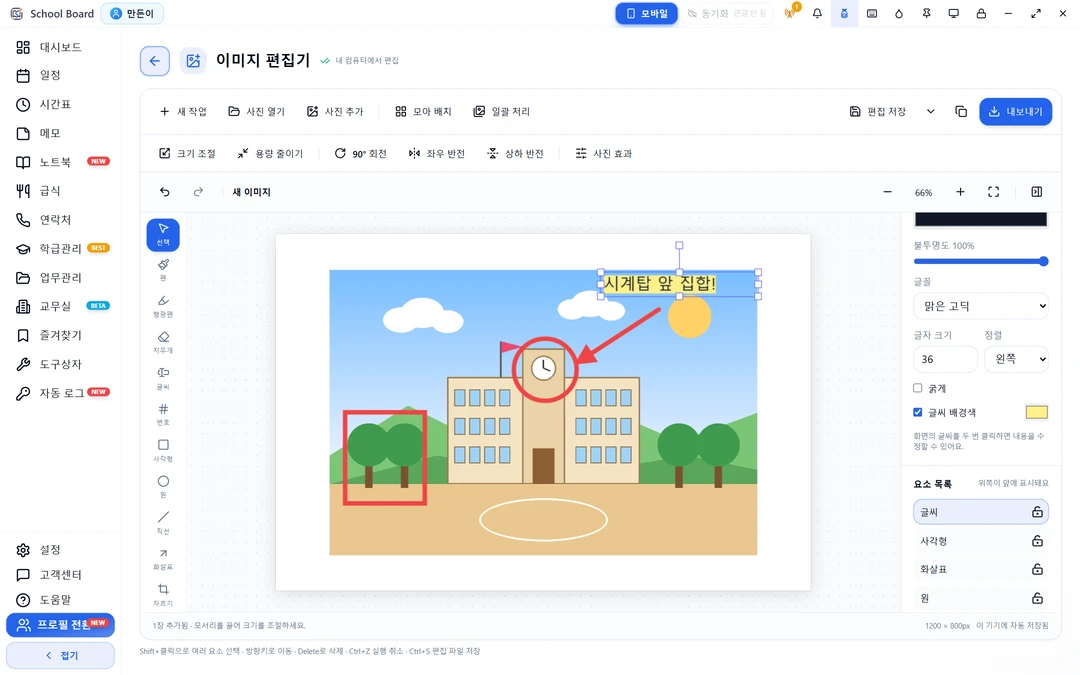 School Board
만든이
모바일
동기화 연결 안 됨
1
대시보드
일정
시간표
메모
노트북 NEW
급식
연락처
학급관리 BEST
업무관리
교무실 BETA
즐겨찾기
도구상자
자동 로그 NEW
설정
고객센터
도움말
프로필 전환 NEW
접기
이미지 편집기
내 컴퓨터에서 편집
새 작업
사진 열기
사진 추가
모아 배치
일괄 처리
편집 저장
내보내기
크기 조절
용량 줄이기
90° 회전
좌우 반전
상하 반전
사진 효과
새 이미지
66%
선택
펜
형광펜
지우개
글씨
번호
사각형
원
직선
화살표
자르기
시계탑 앞 집합!
불투명도 100%
글꼴
맑은 고딕
글자 크기
정렬
36
왼쪽
굵게
글씨 배경색
화면의 글씨를 두 번 클릭하면 내용을 수
정할 수 있어요.
요소 목록
위쪽이 앞에 표시돼요
글씨
사각형
화살표
원
1장 추가됨 · 모서리를 끌어 크기를 조절하세요.
1200 × 800px 이 기기에 자동 저장됨
Shift+클릭으로 여러 요소 선택 · 방향키로 이동 · Delete로 삭제 · Ctrl+Z 실행 취소 · Ctrl+S 편집 파일 저장